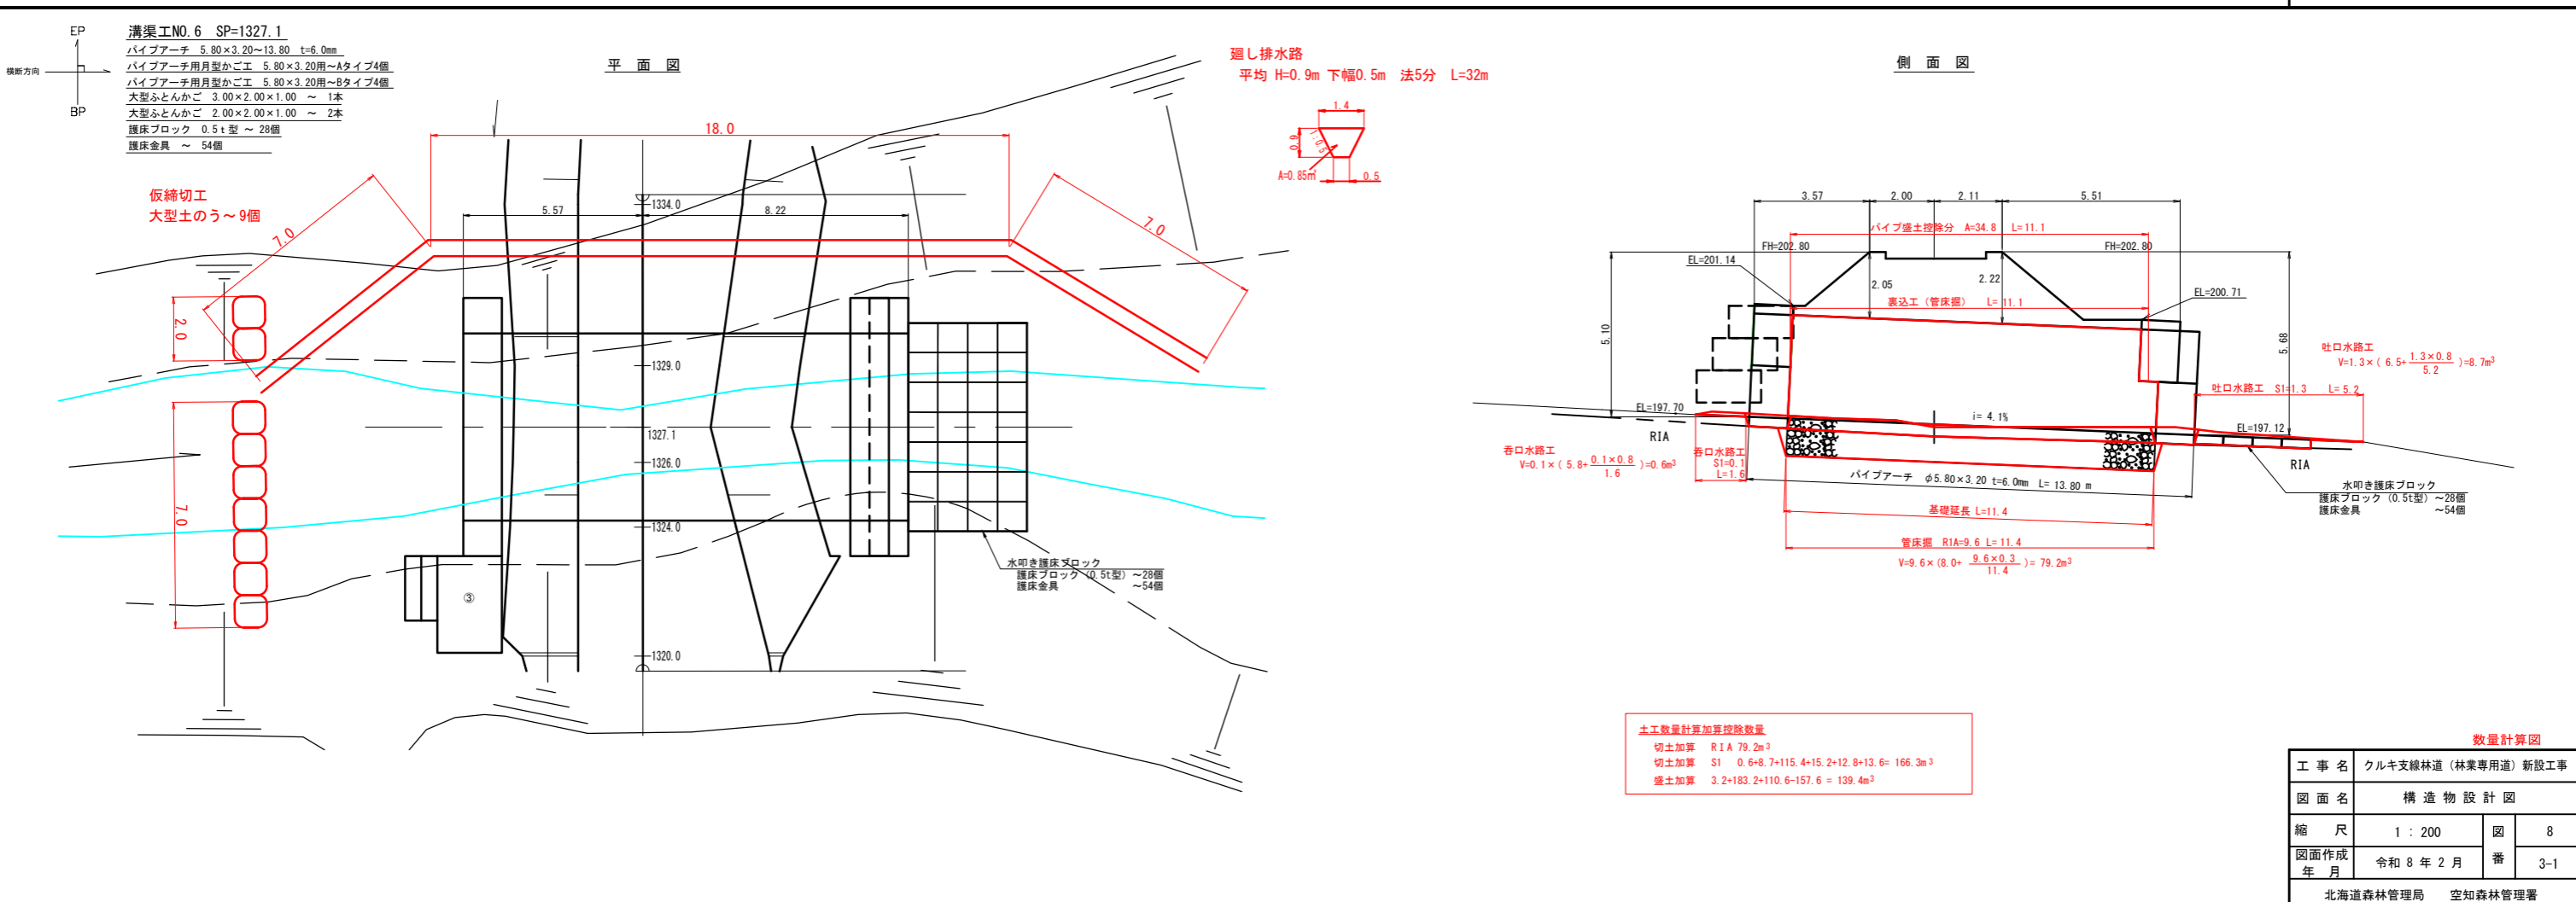 EP
横断方向
BP
溝渠工NO.6 SP=1327.1
パイプアーチ 5.80×3.20~13.80 t=6.0mm
パイプアーチ用月型かご工 5.80×3.20用~Aタイプ4個
パイプアーチ用月型かご工 5.80×3.20用~Bタイプ4個
大型ふとんかご 3.00×2.00×1.00 ~ 1本
大型ふとんかご 2.00×2.00×1.00 ~ 2本
護床ブロック 0.5t型 ~ 28個
護床金具 ~ 54個
平面図
廻し排水路
平均 H=0.9m 下幅0.5m 法5分 L=32m
1.4
0.9
1:0.5
A=0.85㎡
0.5
仮締切工
大型土のう~9個
18.0
7.0
7.0
2.0
7.0
5.57
8.22
1334.0
1329.0
1327.1
1326.0
1324.0
1320.0
③
水叩き護床ブロック
護床ブロック(0.5t型)~28個
護床金具 ~54個
側面図
3.57
2.00
2.11
5.51
パイプ盛土控除分 A=34.8 L=11.1
FH=202.80
FH=202.80
EL=201.14
2.05
2.22
EL=200.71
裏込工(管床掘) L=11.1
5.10
5.68
吐口水路工
V=1.3×( 6.5+ 1.3×0.8 / 5.2 )=8.7m³
吐口水路工 S1=1.3 L=5.2
EL=197.70
RIA
i= 4.1%
EL=197.12
RIA
呑口水路工
V=0.1×( 5.8+ 0.1×0.8 / 1.6 )=0.6m³
呑口水路工
S1=0.1
L=1.6
パイプアーチ φ5.80×3.20 t=6.0mm L= 13.80 m
水叩き護床ブロック
護床ブロック(0.5t型)~28個
護床金具 ~54個
基礎延長 L=11.4
管床掘 R1A=9.6 L=11.4
V=9.6×(8.0+ 9.6×0.3 / 11.4 )= 79.2m³
土工数量計算加算控除数量
切土加算 RIA 79.2m³
切土加算 S1 0.6+8.7+115.4+15.2+12.8+13.6= 166.3m³
盛土加算 3.2+183.2+110.6-157.6 = 139.4m³
数量計算図
工事名 クルキ支線林道(林業専用道)新設工事
図面名 構造物設計図
縮尺 1 : 200 図番 8
図面作成年月 令和 8 年 2 月 3-1
北海道森林管理局 空知森林管理署